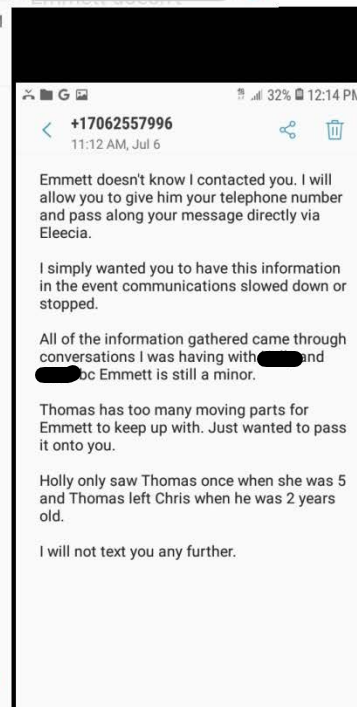 32% 12:14 PM
+17062557996
11:12 AM, Jul 6
Emmett doesn't know I contacted you. I will
allow you to give him your telephone number
and pass along your message directly via
Eleecia.
I simply wanted you to have this information
in the event communications slowed down or
stopped.
All of the information gathered came through
conversations I was having with and
bc Emmett is still a minor.
Thomas has too many moving parts for
Emmett to keep up with. Just wanted to pass
it onto you.
Holly only saw Thomas once when she was 5
and Thomas left Chris when he was 2 years
old.
I will not text you any further.